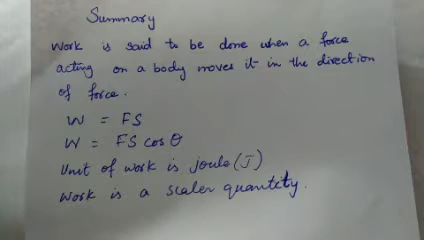 Summary
Work is said to be done when a force
acting on a body moves it in the direction
of force.
W = FS
W = FS cos θ
Unit of work is joule (J)
Work is a scaler quantity.